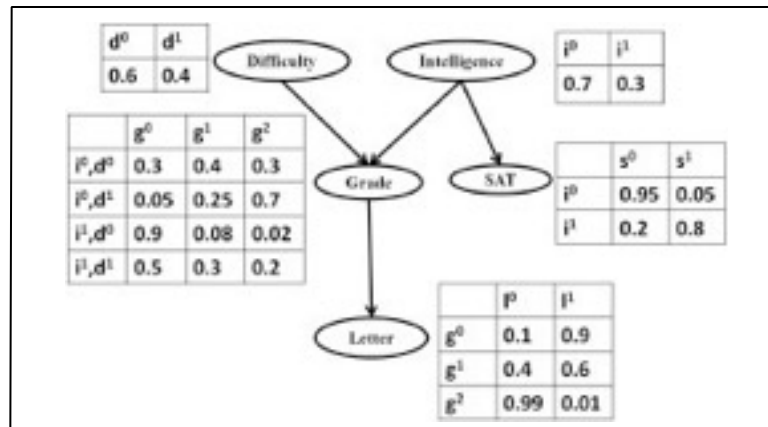 d⁰ d¹
0.6 0.4
Difficulty
Intelligence
i⁰ i¹
0.7 0.3
g⁰ g¹ g²
i⁰,d⁰ 0.3 0.4 0.3
i⁰,d¹ 0.05 0.25 0.7
i¹,d⁰ 0.9 0.08 0.02
i¹,d¹ 0.5 0.3 0.2
Grade
SAT
s⁰ s¹
i⁰ 0.95 0.05
i¹ 0.2 0.8
Letter
l⁰ l¹
g⁰ 0.1 0.9
g¹ 0.4 0.6
g² 0.99 0.01